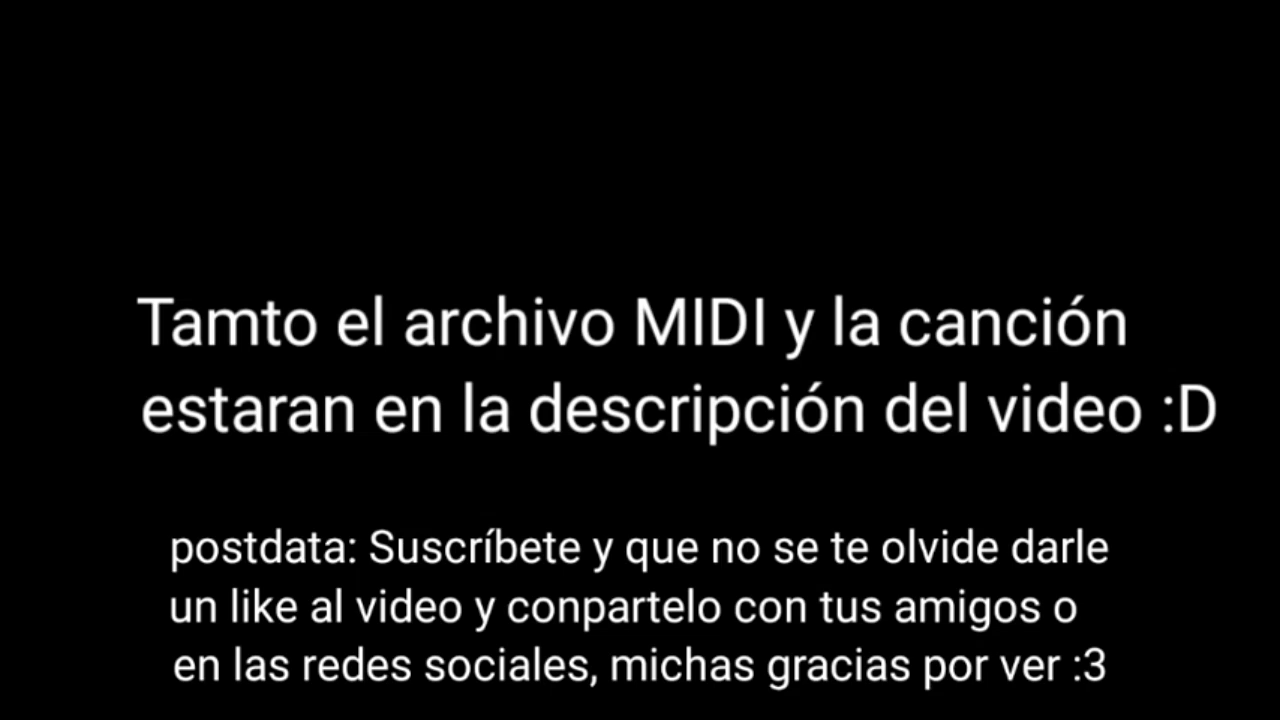 Tamto el archivo MIDI y la canción
estaran en la descripción del video :D
postdata: Suscríbete y que no se te olvide darle
un like al video y conpartelo con tus amigos o
en las redes sociales, michas gracias por ver :3